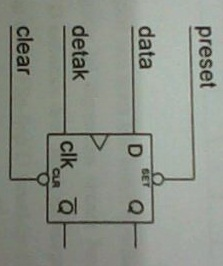 preset
data
detak
clear
D
SET
Q
clk
CLR
Q